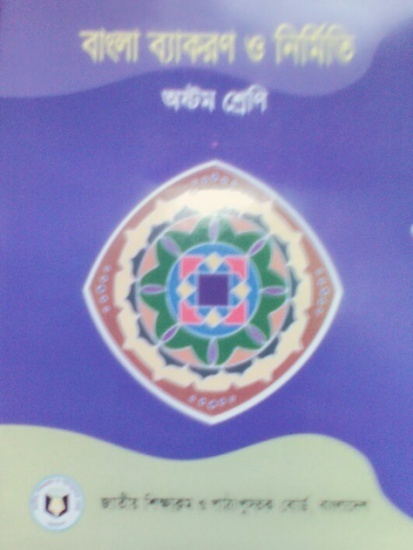 বাংলা ব্যাকরণ ও নির্মিতি
অষ্টম শ্রেণি
জাতীয় শিক্ষাক্রম ও পাঠ্যপুস্তক বোর্ড, বাংলাদেশ